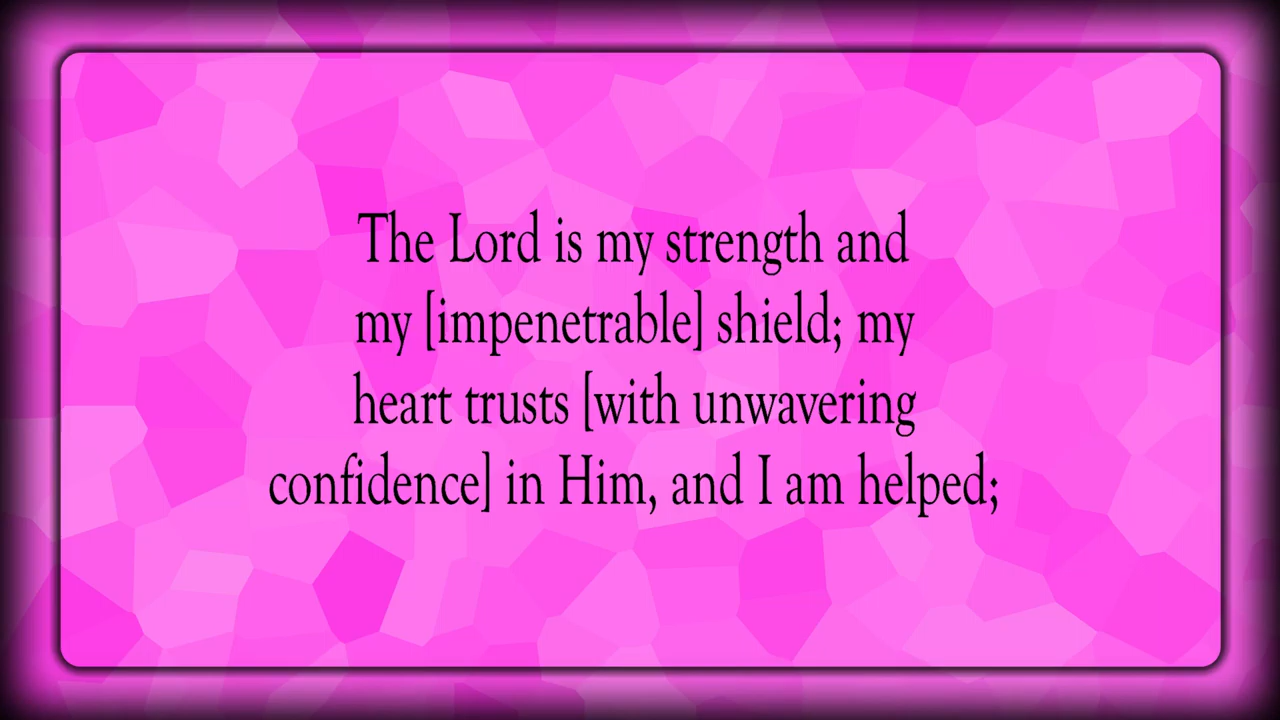 The Lord is my strength and
my [impenetrable] shield; my
heart trusts [with unwavering
confidence] in Him, and I am helped;